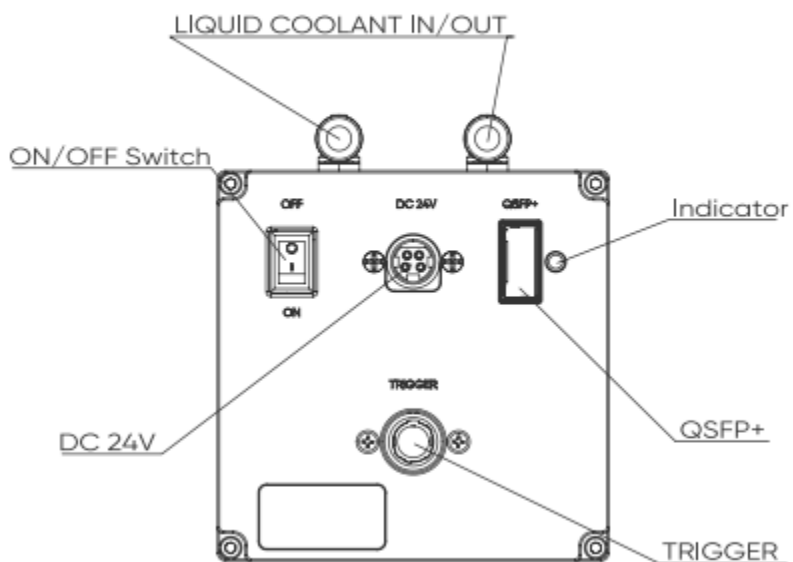 LIQUID COOLANT IN/OUT
ON/OFF Switch
OFF
DC 24V
QSFP+
Indicator
ON
TRIGGER
DC 24V
QSFP+
TRIGGER